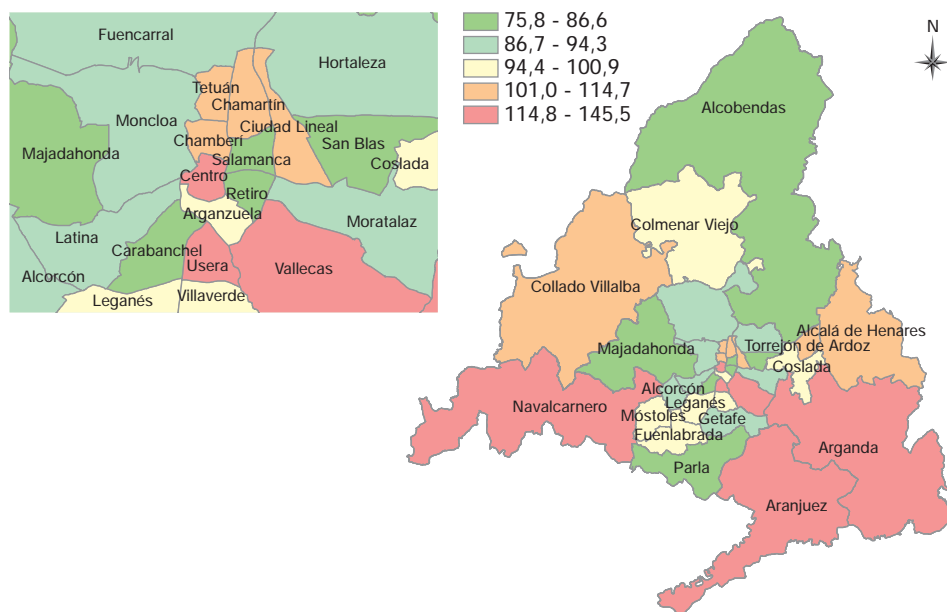 Fuencarral
Hortaleza
Tetuán
Chamartín
Moncloa
Ciudad Lineal
Chamberí
San Blas
Majadahonda
Salamanca
Coslada
Centro
Retiro
Arganzuela
Moratalaz
Latina
Carabanchel
Usera
Vallecas
Alcorcón
Leganés
Villaverde
75,8 - 86,6
86,7 - 94,3
94,4 - 100,9
101,0 - 114,7
114,8 - 145,5
N
Alcobendas
Colmenar Viejo
Collado Villalba
Alcalá de Henares
Majadahonda
Torrejón de Ardoz
Coslada
Alcorcón
Navalcarnero
Leganés
Móstoles
Getafe
Fuenlabrada
Arganda
Parla
Aranjuez